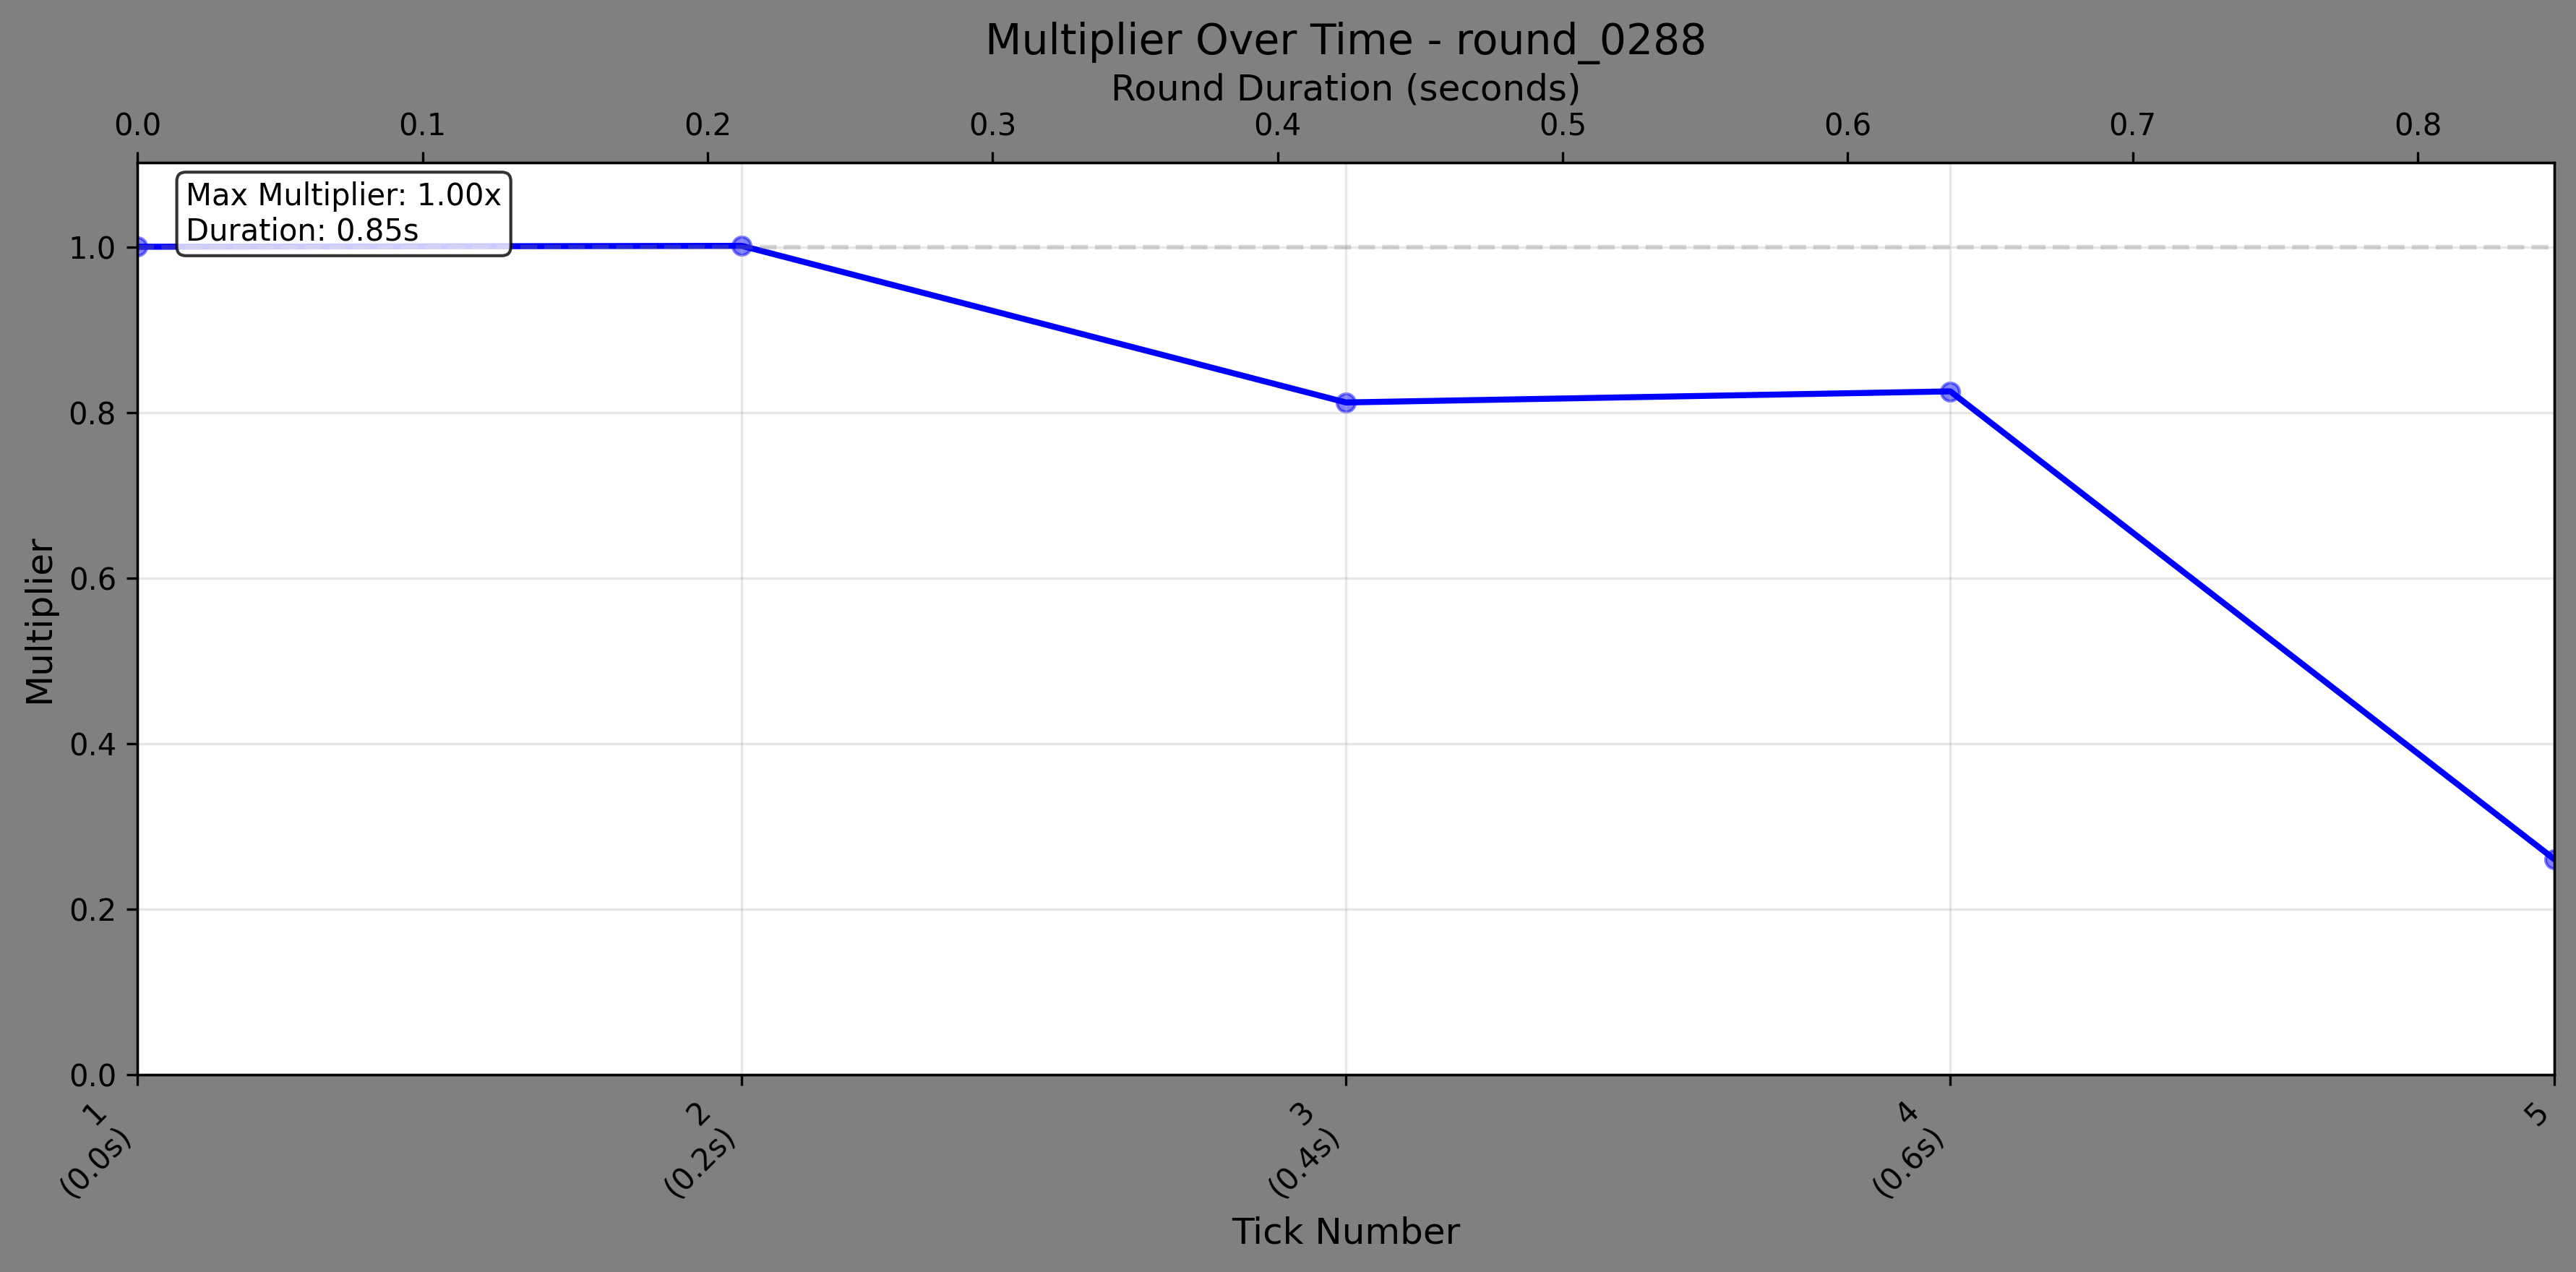 Multiplier Over Time - round_0288
Round Duration (seconds)
0.0 0.1 0.2 0.3 0.4 0.5 0.6 0.7 0.8
Max Multiplier: 1.00x
Duration: 0.85s
1.0
0.8
0.6
0.4
0.2
0.0
Multiplier
1
(0.0s)
2
(0.2s)
3
(0.4s)
4
(0.6s)
5
Tick Number